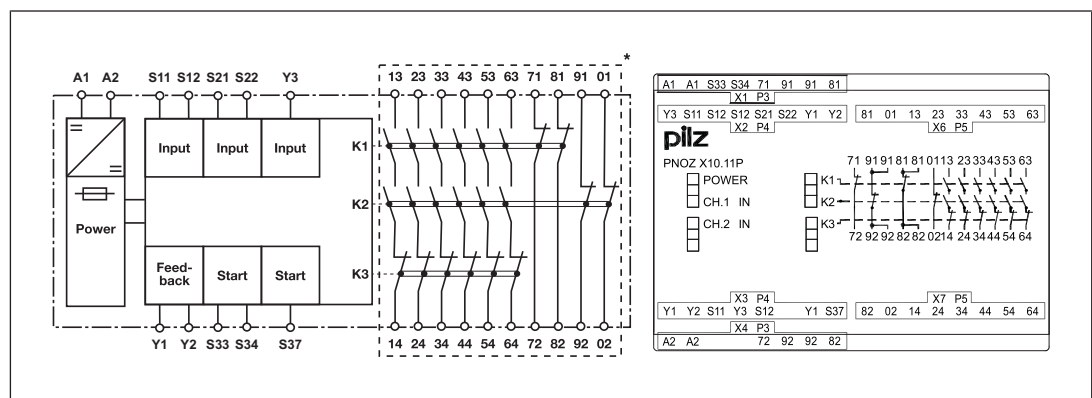 A1 A2 S11 S12 S21 S22 Y3
13 23 33 43 53 63 71 81 91 01 *
Input Input Input
Power
K1
K2
K3
Feed-
back
Start Start
Y1 Y2 S33 S34 S37
14 24 34 44 54 64 72 82 92 02
A1 A1 S33 S34 71 91 91 81
X1 P3
Y3 S11 S12 S12 S21 S22 Y1 Y2 81 01 13 23 33 43 53 63
X2 P4 X6 P5
pilz
PNOZ X10.11P
POWER
CH.1 IN
CH.2 IN
71 91 91 81 81 01 13 23 33 43 53 63
K1
K2
K3
72 92 92 82 82 02 14 24 34 44 54 64
X3 P4 X7 P5
Y1 Y2 S11 Y3 S12 Y1 S37 82 02 14 24 34 44 54 64
X4 P3
A2 A2 72 92 92 82